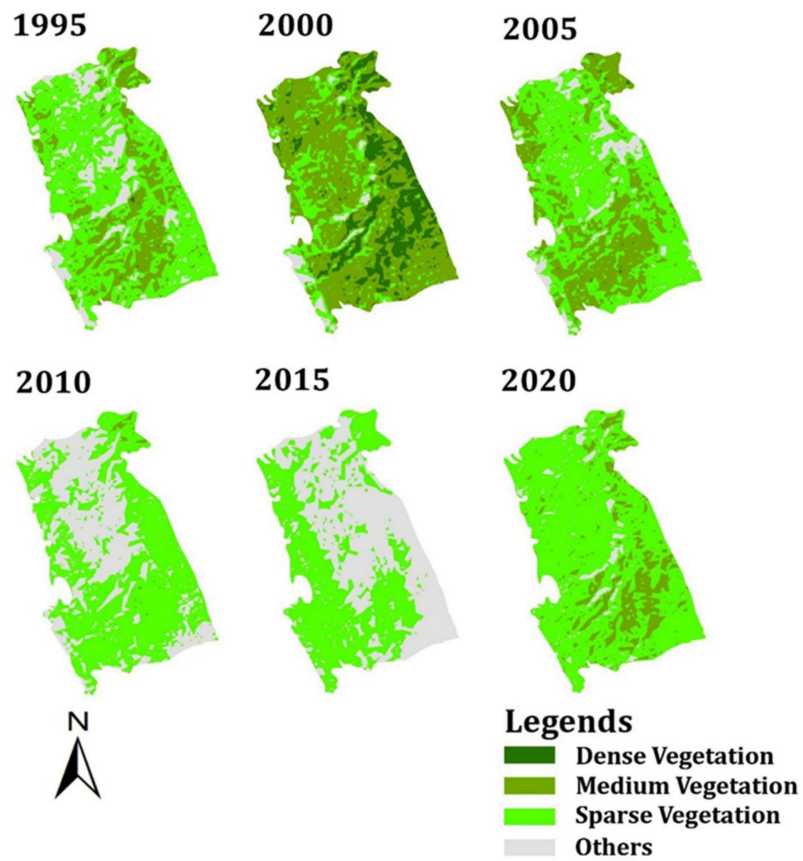 1995
2000
2005
2010
2015
2020
N
Legends
Dense Vegetation
Medium Vegetation
Sparse Vegetation
Others